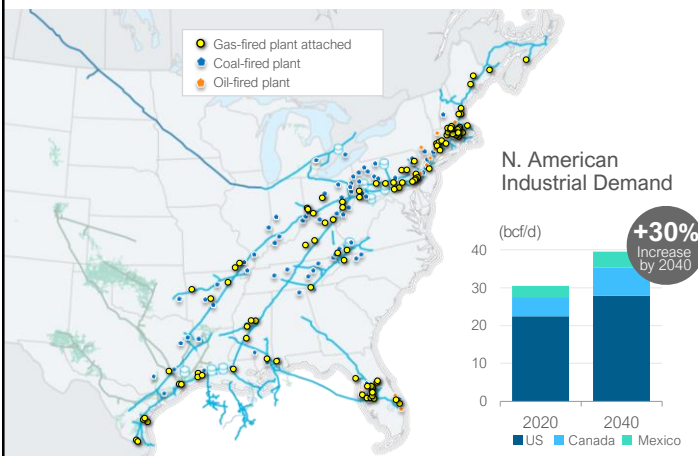 Gas-fired plant attached
Coal-fired plant
Oil-fired plant
N. American
Industrial Demand
(bcf/d)
+30%
Increase
by 2040
40
30
20
10
0
2020
2040
US
Canada
Mexico